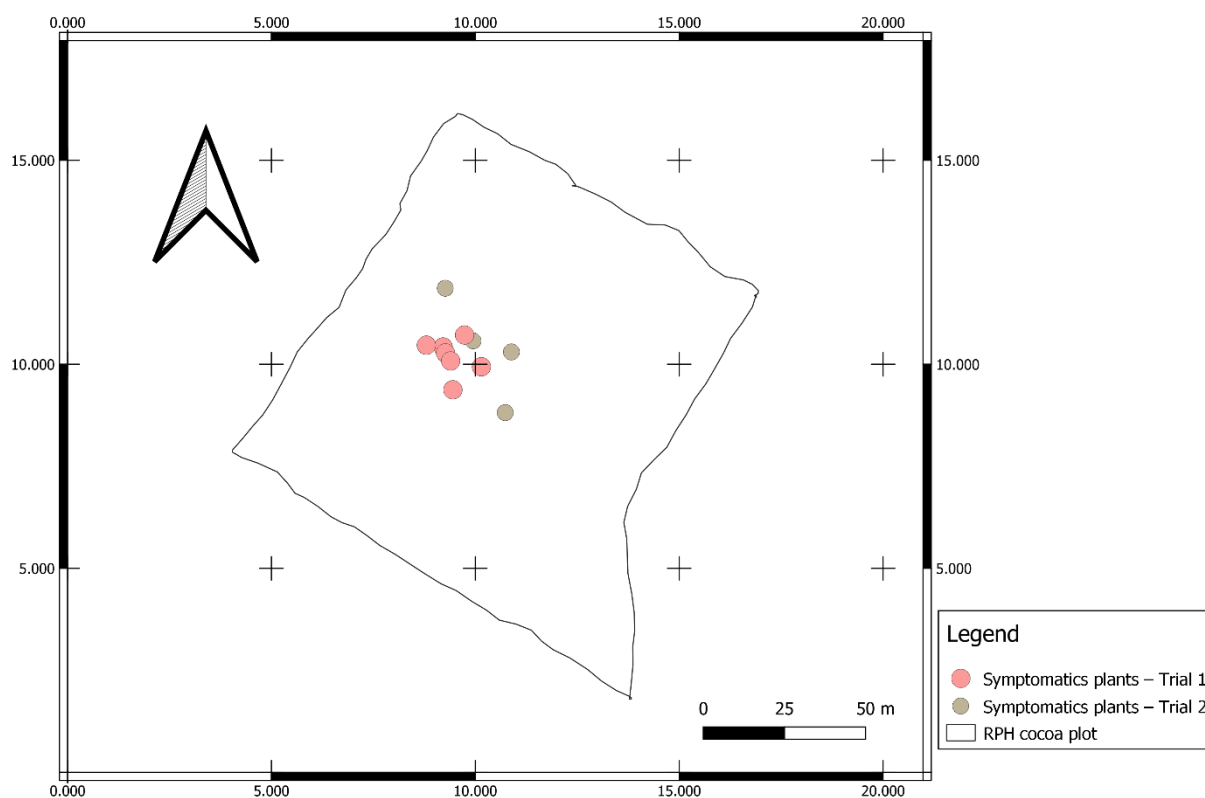 0.000 5.000 10.000 15.000 20.000
15.000 15.000
10.000 10.000
5.000 5.000
Legend
Symptomatics plants – Trial 1
Symptomatics plants – Trial 2
RPH cocoa plot
0 25 50 m
0.000 5.000 10.000 15.000 20.000